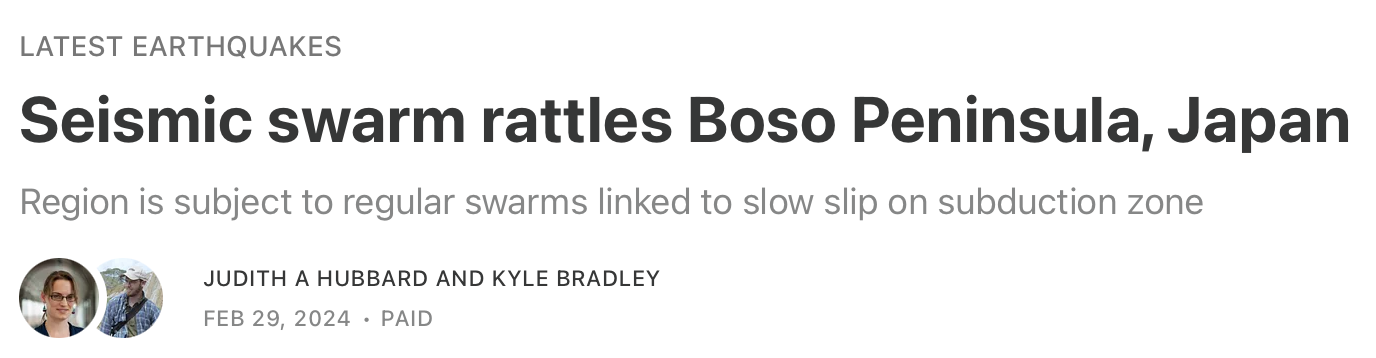 LATEST EARTHQUAKES
Seismic swarm rattles Boso Peninsula, Japan
Region is subject to regular swarms linked to slow slip on subduction zone
JUDITH A HUBBARD AND KYLE BRADLEY
FEB 29, 2024 • PAID